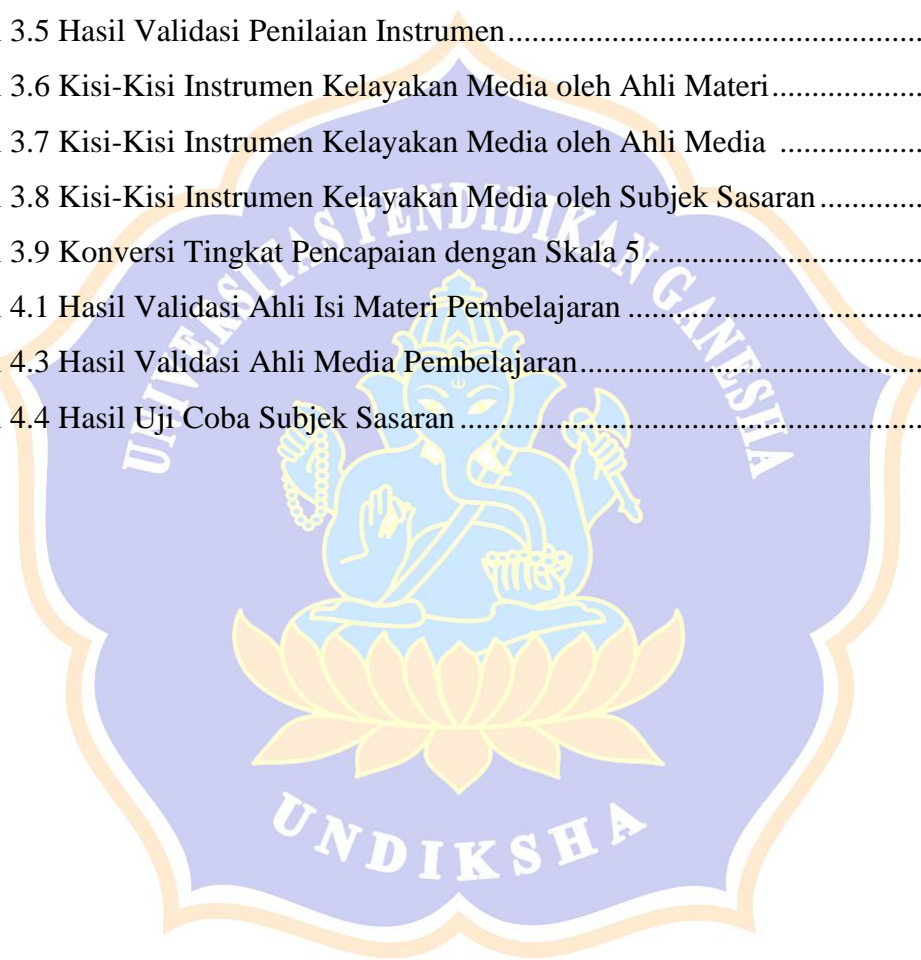 3.5 Hasil Validasi Penilaian Instrumen....................................................
3.6 Kisi-Kisi Instrumen Kelayakan Media oleh Ahli Materi...................
3.7 Kisi-Kisi Instrumen Kelayakan Media oleh Ahli Media ..................
3.8 Kisi-Kisi Instrumen Kelayakan Media oleh Subjek Sasaran.............
3.9 Konversi Tingkat Pencapaian dengan Skala 5...................................
4.1 Hasil Validasi Ahli Isi Materi Pembelajaran .....................................
4.3 Hasil Validasi Ahli Media Pembelajaran...........................................
4.4 Hasil Uji Coba Subjek Sasaran ..........................................................
UNIVERSITAS PENDIDIKAN GANESHA
UNDIKSHA